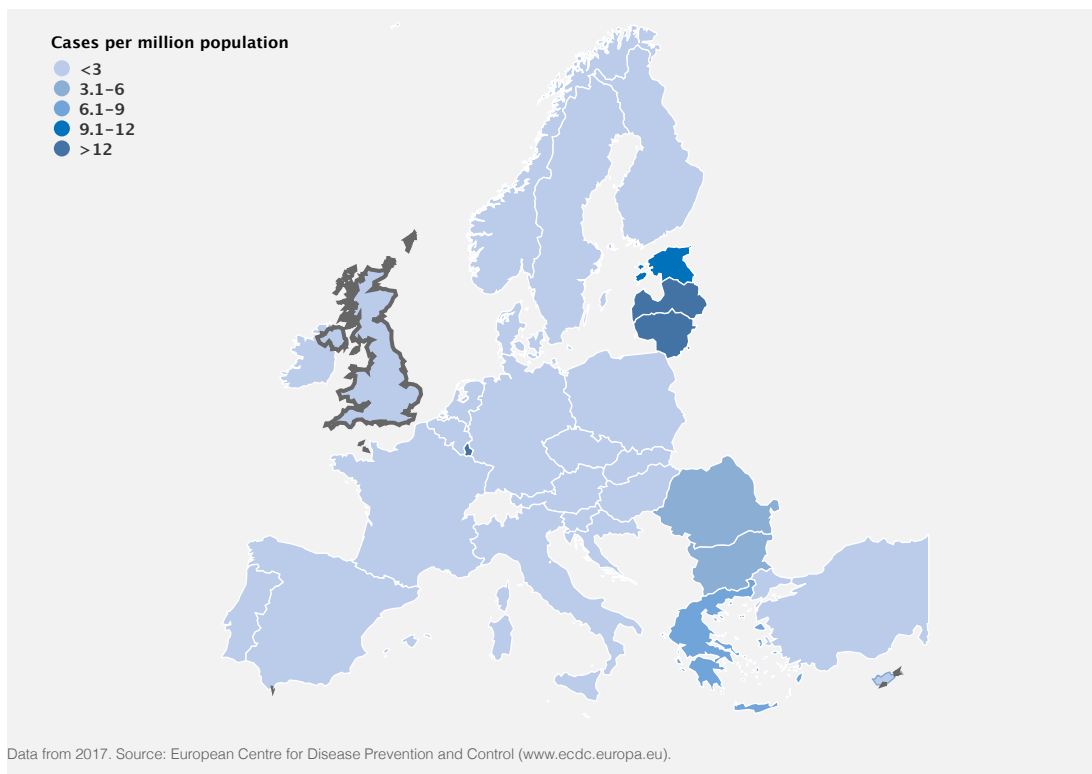 Cases per million population
<3
3.1–6
6.1–9
9.1–12
>12
Data from 2017. Source: European Centre for Disease Prevention and Control (www.ecdc.europa.eu).